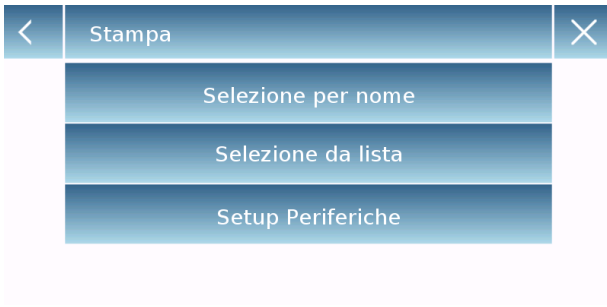 Stampa
Selezione per nome
Selezione da lista
Setup Periferiche